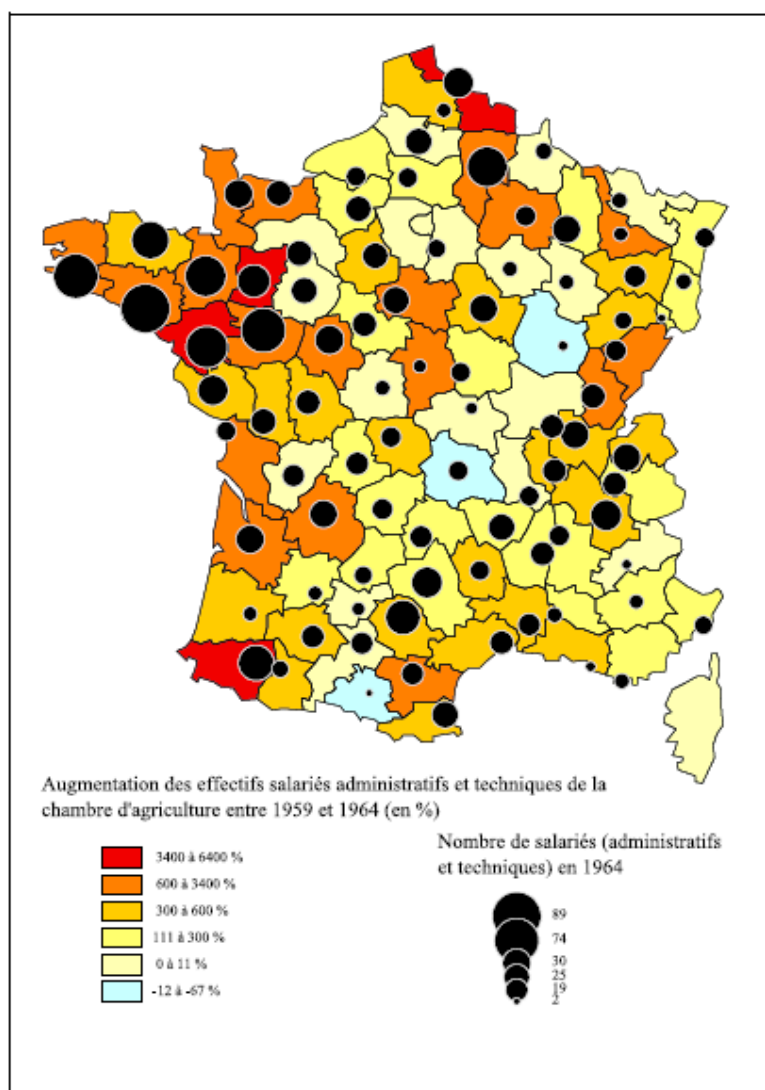 Augmentation des effectifs salariés administratifs et techniques de la
chambre d'agriculture entre 1959 et 1964 (en %)
Nombre de salariés (administratifs
et techniques) en 1964
3400 à 6400 %
600 à 3400 %
300 à 600 %
111 à 300 %
0 à 11 %
-12 à -67 %
89
74
30
25
19
2